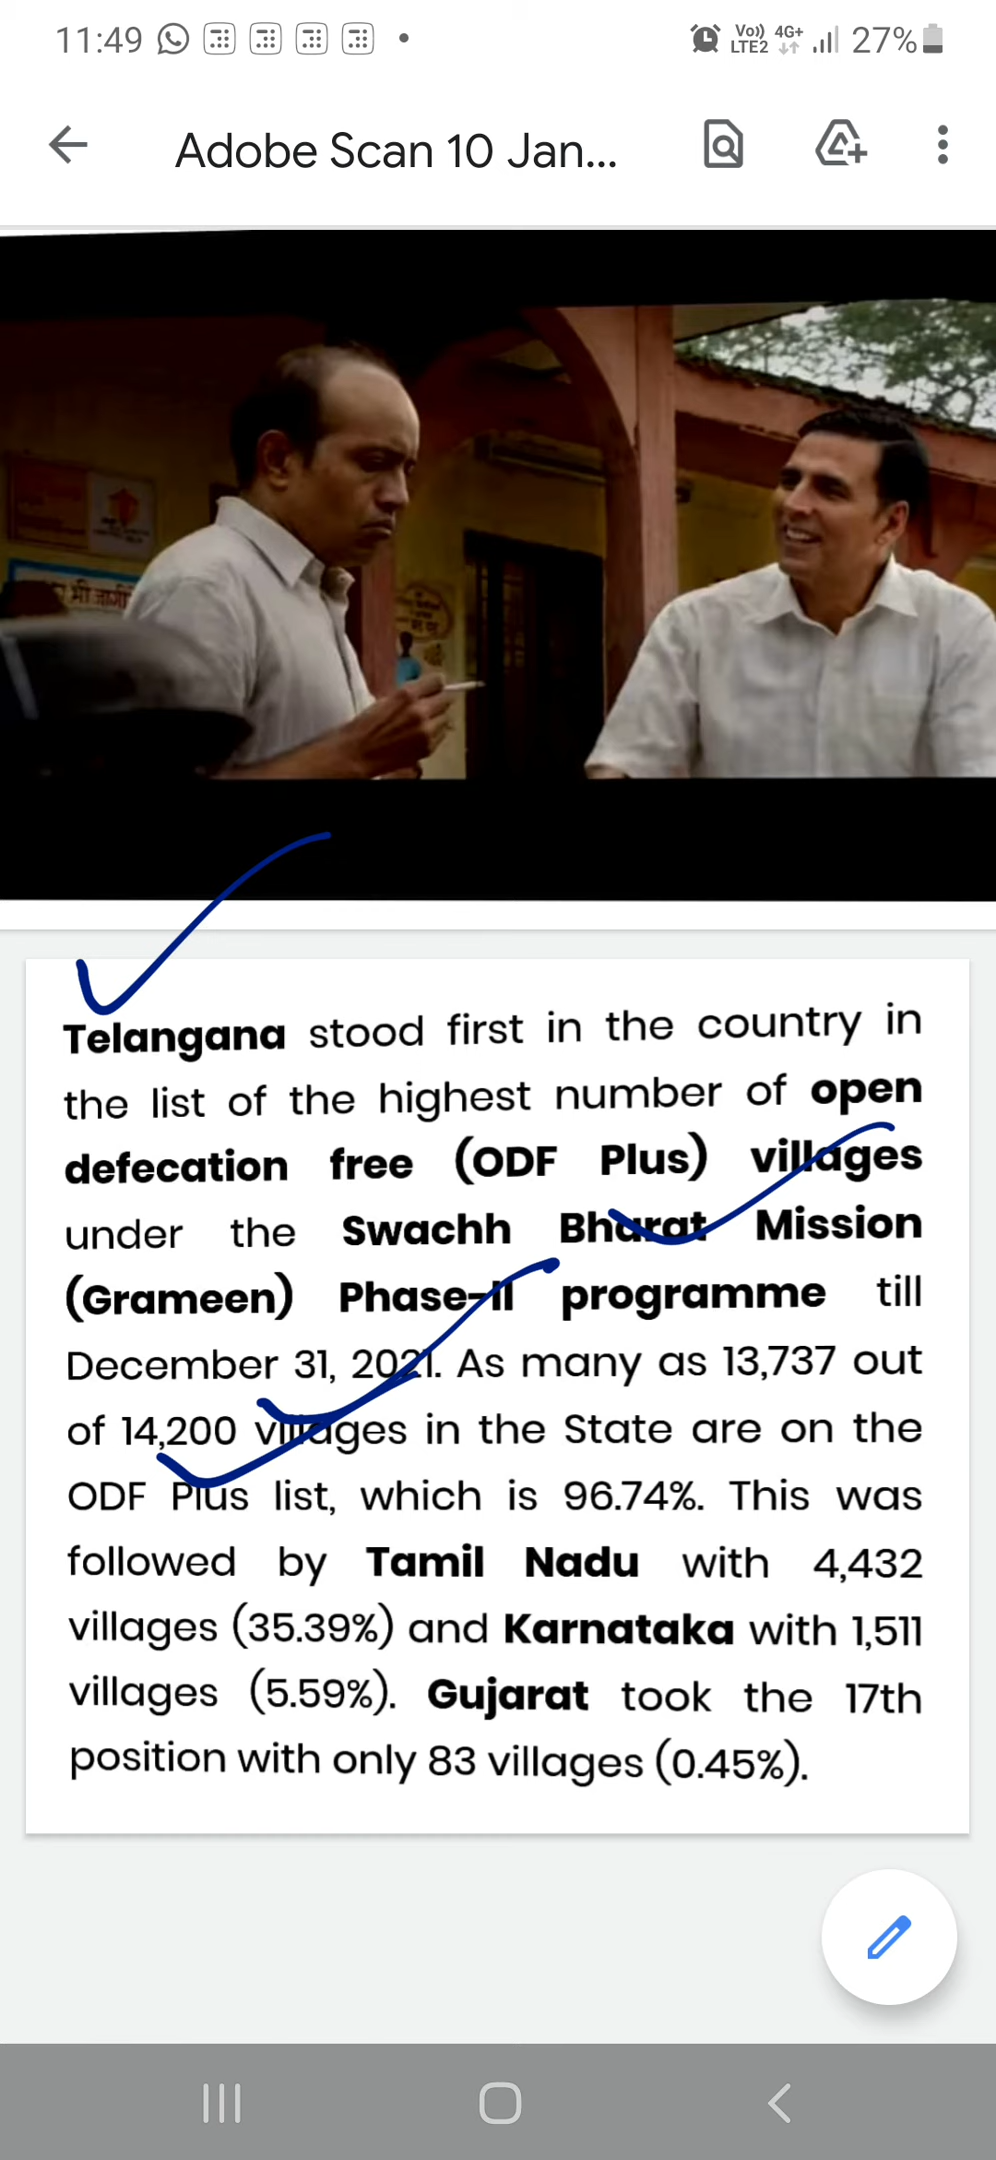 11:49 Vo)) LTE2 4G+ 27%
Adobe Scan 10 Jan...
Telangana stood first in the country in
the list of the highest number of open
defecation free (ODF Plus) villages
under the Swachh Bharat Mission
(Grameen) Phase-II programme till
December 31, 2021. As many as 13,737 out
of 14,200 villages in the State are on the
ODF Plus list, which is 96.74%. This was
followed by Tamil Nadu with 4,432
villages (35.39%) and Karnataka with 1,511
villages (5.59%). Gujarat took the 17th
position with only 83 villages (0.45%).